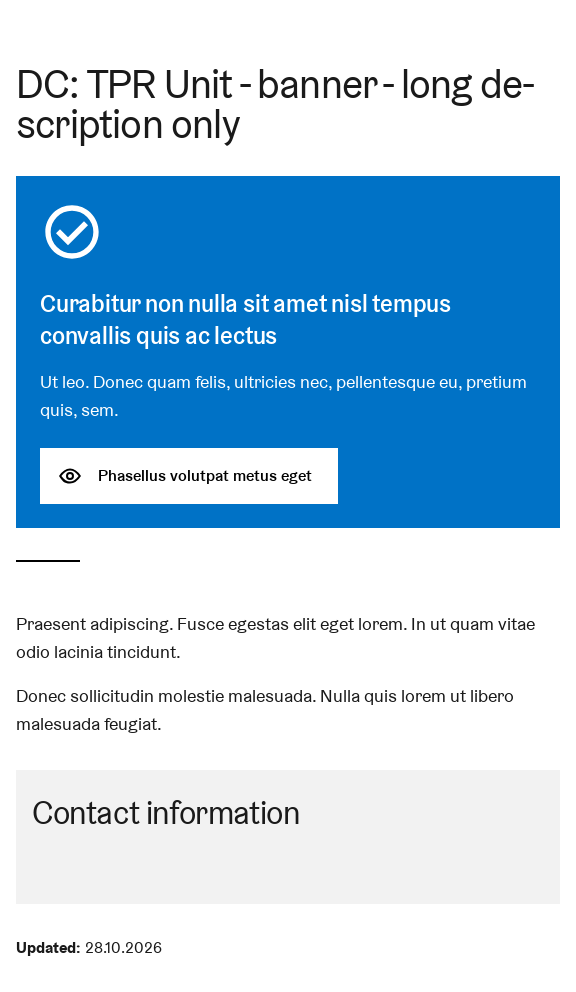 DC: TPR Unit - banner - long de-
scription only
Curabitur non nulla sit amet nisl tempus
convallis quis ac lectus
Ut leo. Donec quam felis, ultricies nec, pellentesque eu, pretium
quis, sem.
Phasellus volutpat metus eget
Praesent adipiscing. Fusce egestas elit eget lorem. In ut quam vitae
odio lacinia tincidunt.
Donec sollicitudin molestie malesuada. Nulla quis lorem ut libero
malesuada feugiat.
Contact information
Updated: 28.10.2026